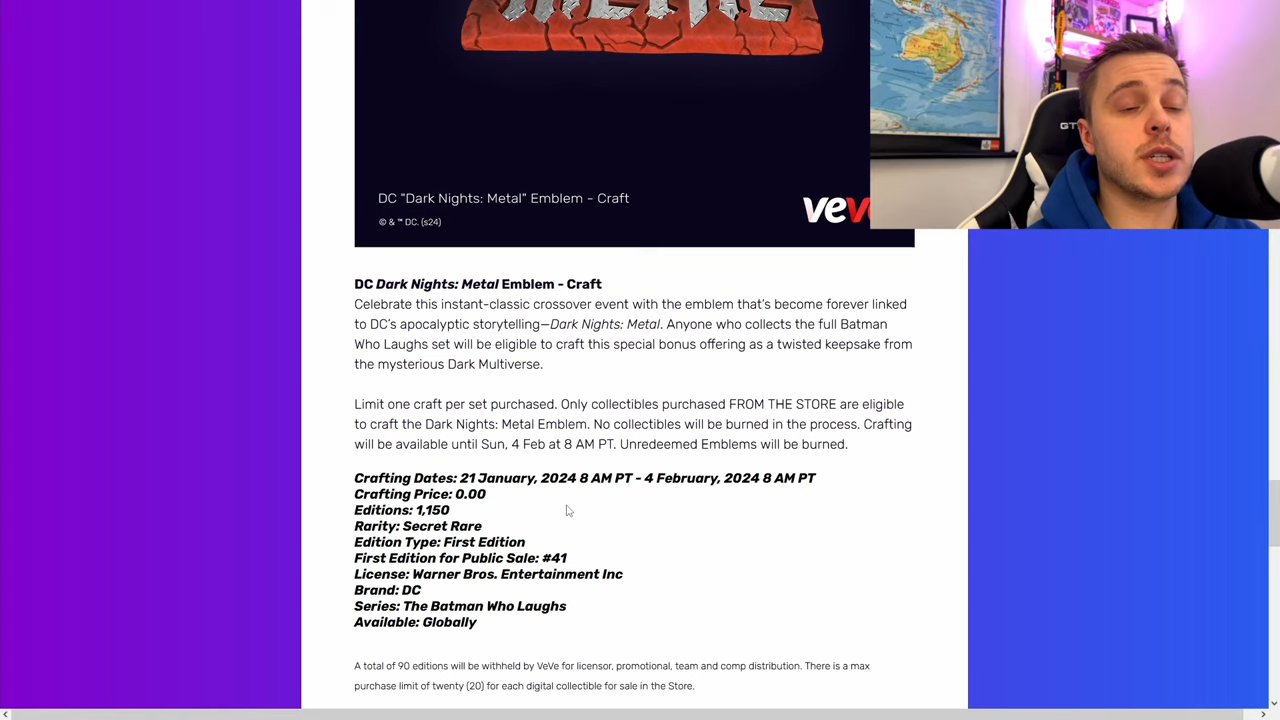 DC "Dark Nights: Metal" Emblem - Craft
© & ™ DC. (s24)
GT
DC Dark Nights: Metal Emblem - Craft
Celebrate this instant-classic crossover event with the emblem that's become forever linked
to DC's apocalyptic storytelling—Dark Nights: Metal. Anyone who collects the full Batman
Who Laughs set will be eligible to craft this special bonus offering as a twisted keepsake from
the mysterious Dark Multiverse.
Limit one craft per set purchased. Only collectibles purchased FROM THE STORE are eligible
to craft the Dark Nights: Metal Emblem. No collectibles will be burned in the process. Crafting
will be available until Sun, 4 Feb at 8 AM PT. Unredeemed Emblems will be burned.
Crafting Dates: 21 January, 2024 8 AM PT - 4 February, 2024 8 AM PT
Crafting Price: 0.00
Editions: 1,150
Rarity: Secret Rare
Edition Type: First Edition
First Edition for Public Sale: #41
License: Warner Bros. Entertainment Inc
Brand: DC
Series: The Batman Who Laughs
Available: Globally
A total of 90 editions will be withheld by VeVe for licensor, promotional, team and comp distribution. There is a max
purchase limit of twenty (20) for each digital collectible for sale in the Store.